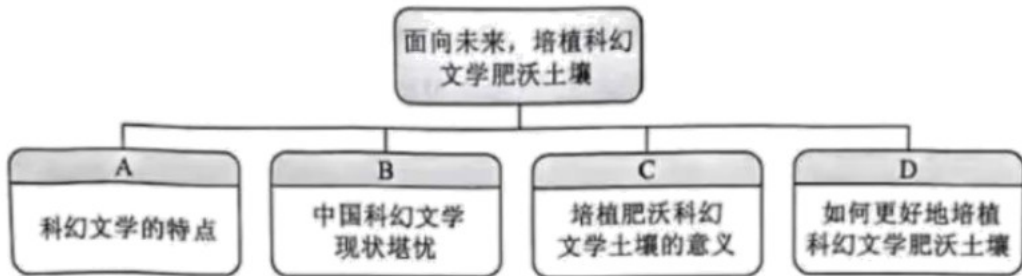 面向未来，培植科幻
文学肥沃土壤
A
科幻文学的特点
B
中国科幻文学
现状堪忧
C
培植肥沃科幻
文学土壤的意义
D
如何更好地培植
科幻文学肥沃土壤